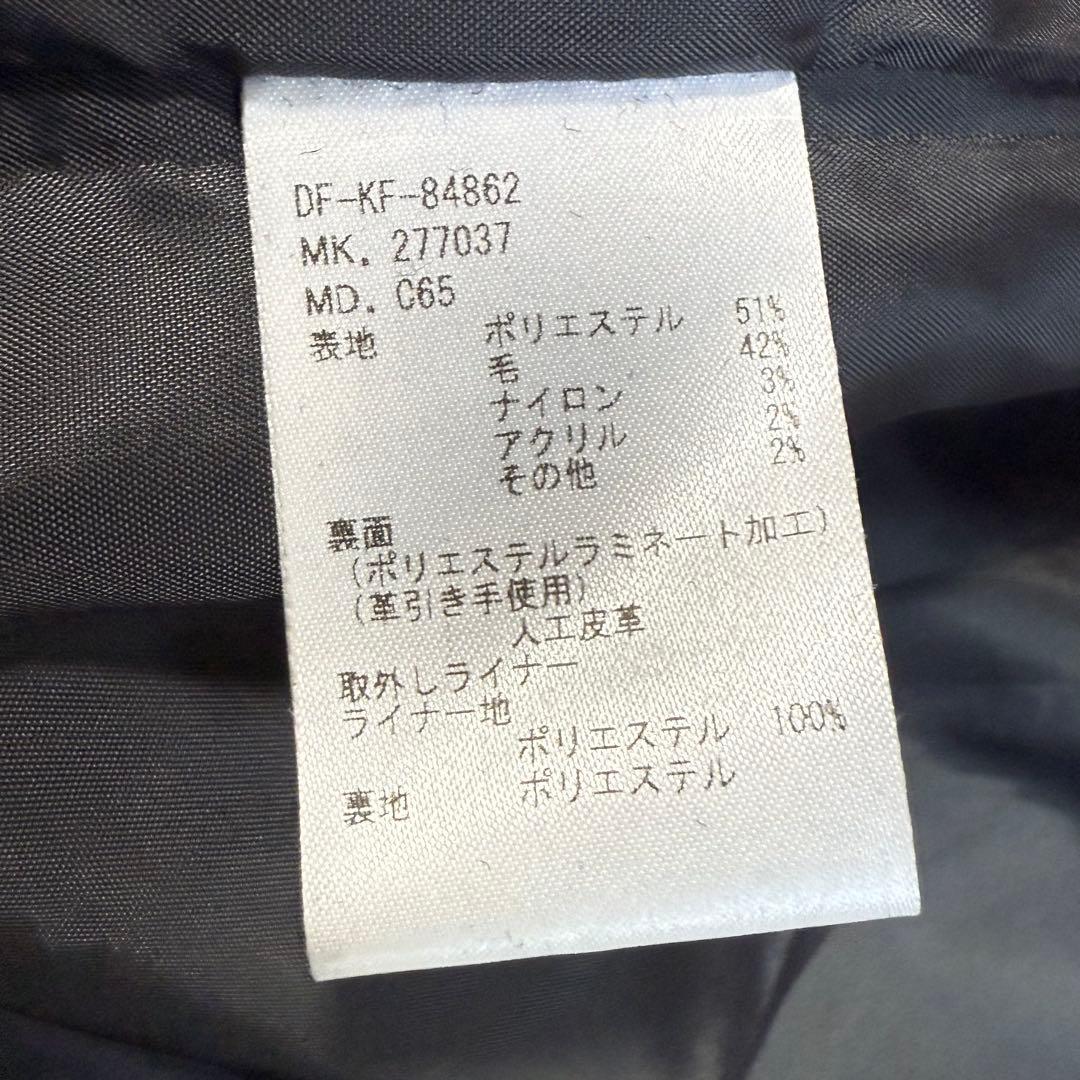 DF-KF-84862
MK. 277037
MD. C65
表地 ポリエステル 51%
毛 42%
ナイロン 3%
アクリル 2%
その他 2%
裏面
(ポリエステルラミネート加工)
(革引き手使用)
人工皮革
取外しライナー
ライナー地
ポリエステル 100%
裏地 ポリエステル